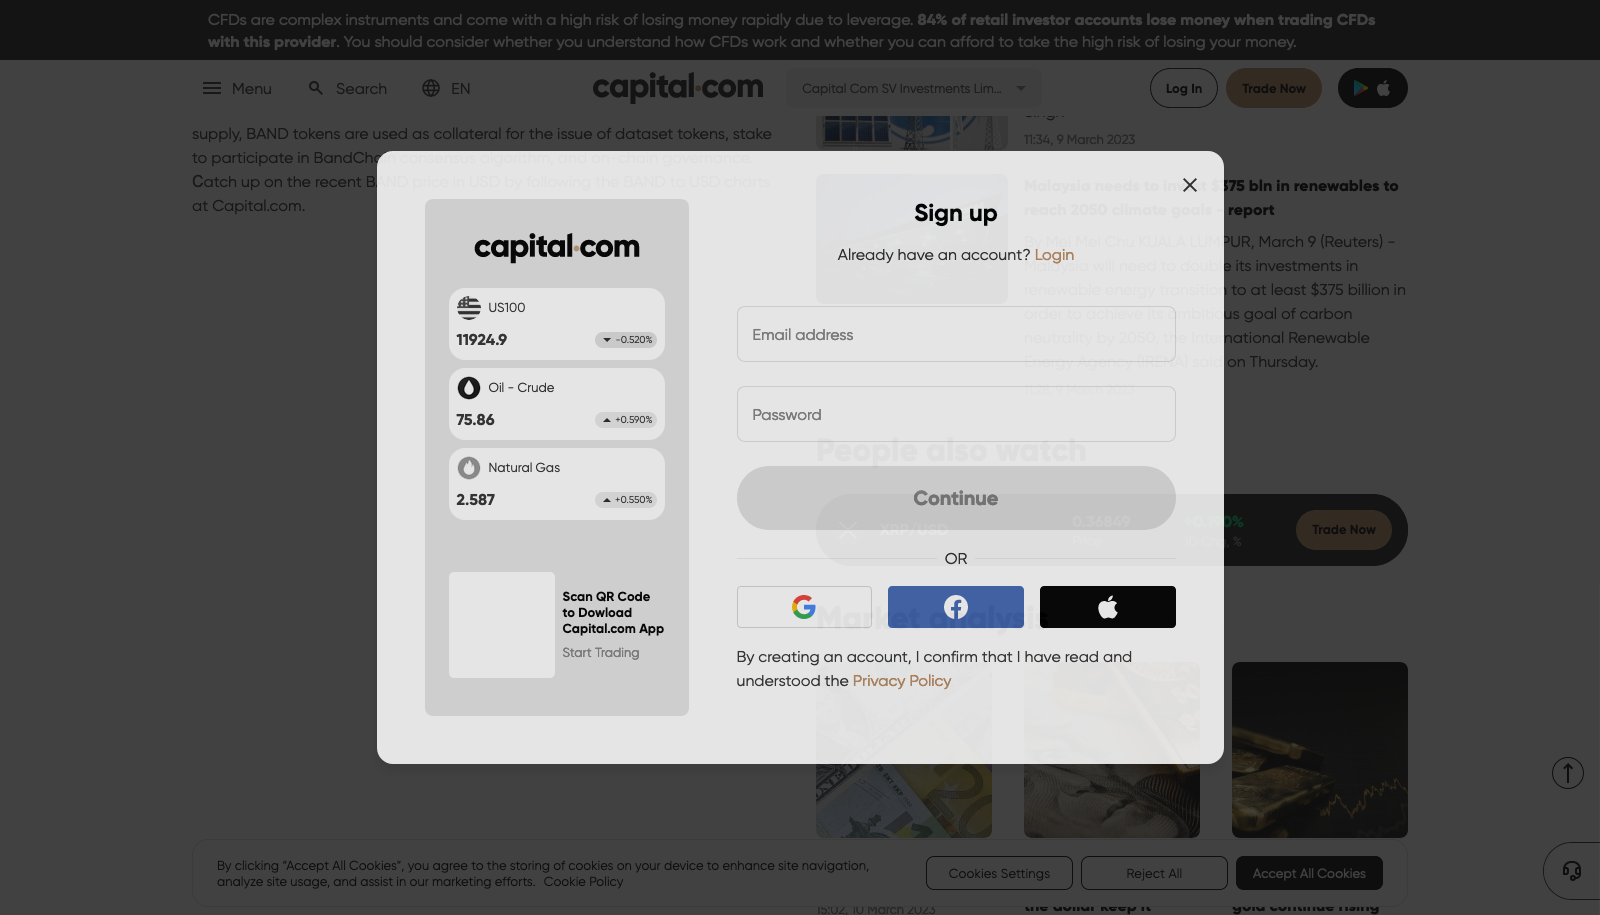 CFDs are complex instruments and come with a high risk of losing money rapidly due to leverage. 84% of retail investor accounts lose money when trading CFDs
with this provider. You should consider whether you understand how CFDs work and whether you can afford to take the high risk of losing your money.
Menu
Search
EN
capital.com
Capital Com SV Investments Lim...
Log In
Trade Now
supply, BAND tokens are used as collateral for the issue of dataset tokens, stake
to participate in BandChain consensus algorithm, and on-chain governance.
Catch up on the recent BAND price in USD by following the BAND to USD charts
at Capital.com.
11:34, 9 March 2023
Malaysia needs to invest $375 bln in renewables to
reach 2050 climate goals - report
By Mei Mei Chu KUALA LUMPUR, March 9 (Reuters) -
Malaysia will need to double its investments in
renewable energy transition to at least $375 billion in
order to achieve its ambitious goal of carbon
neutrality by 2050, the International Renewable
Energy Agency (IRENA) said on Thursday.
People also watch
XRP/USD
0.36849
%
Trade Now
Market analysis
capital.com
US100
11924.9
-0.520%
Oil - Crude
75.86
+0.590%
Natural Gas
2.587
+0.550%
Scan QR Code
to Dowload
Capital.com App
Start Trading
Sign up
Already have an account? Login
Email address
Password
Continue
OR
By creating an account, I confirm that I have read and
understood the Privacy Policy
By clicking “Accept All Cookies”, you agree to the storing of cookies on your device to enhance site navigation,
analyze site usage, and assist in our marketing efforts. Cookie Policy
Cookies Settings
Reject All
Accept All Cookies
15:02, 10 March 2023
the dollar keep it
gold continue rising